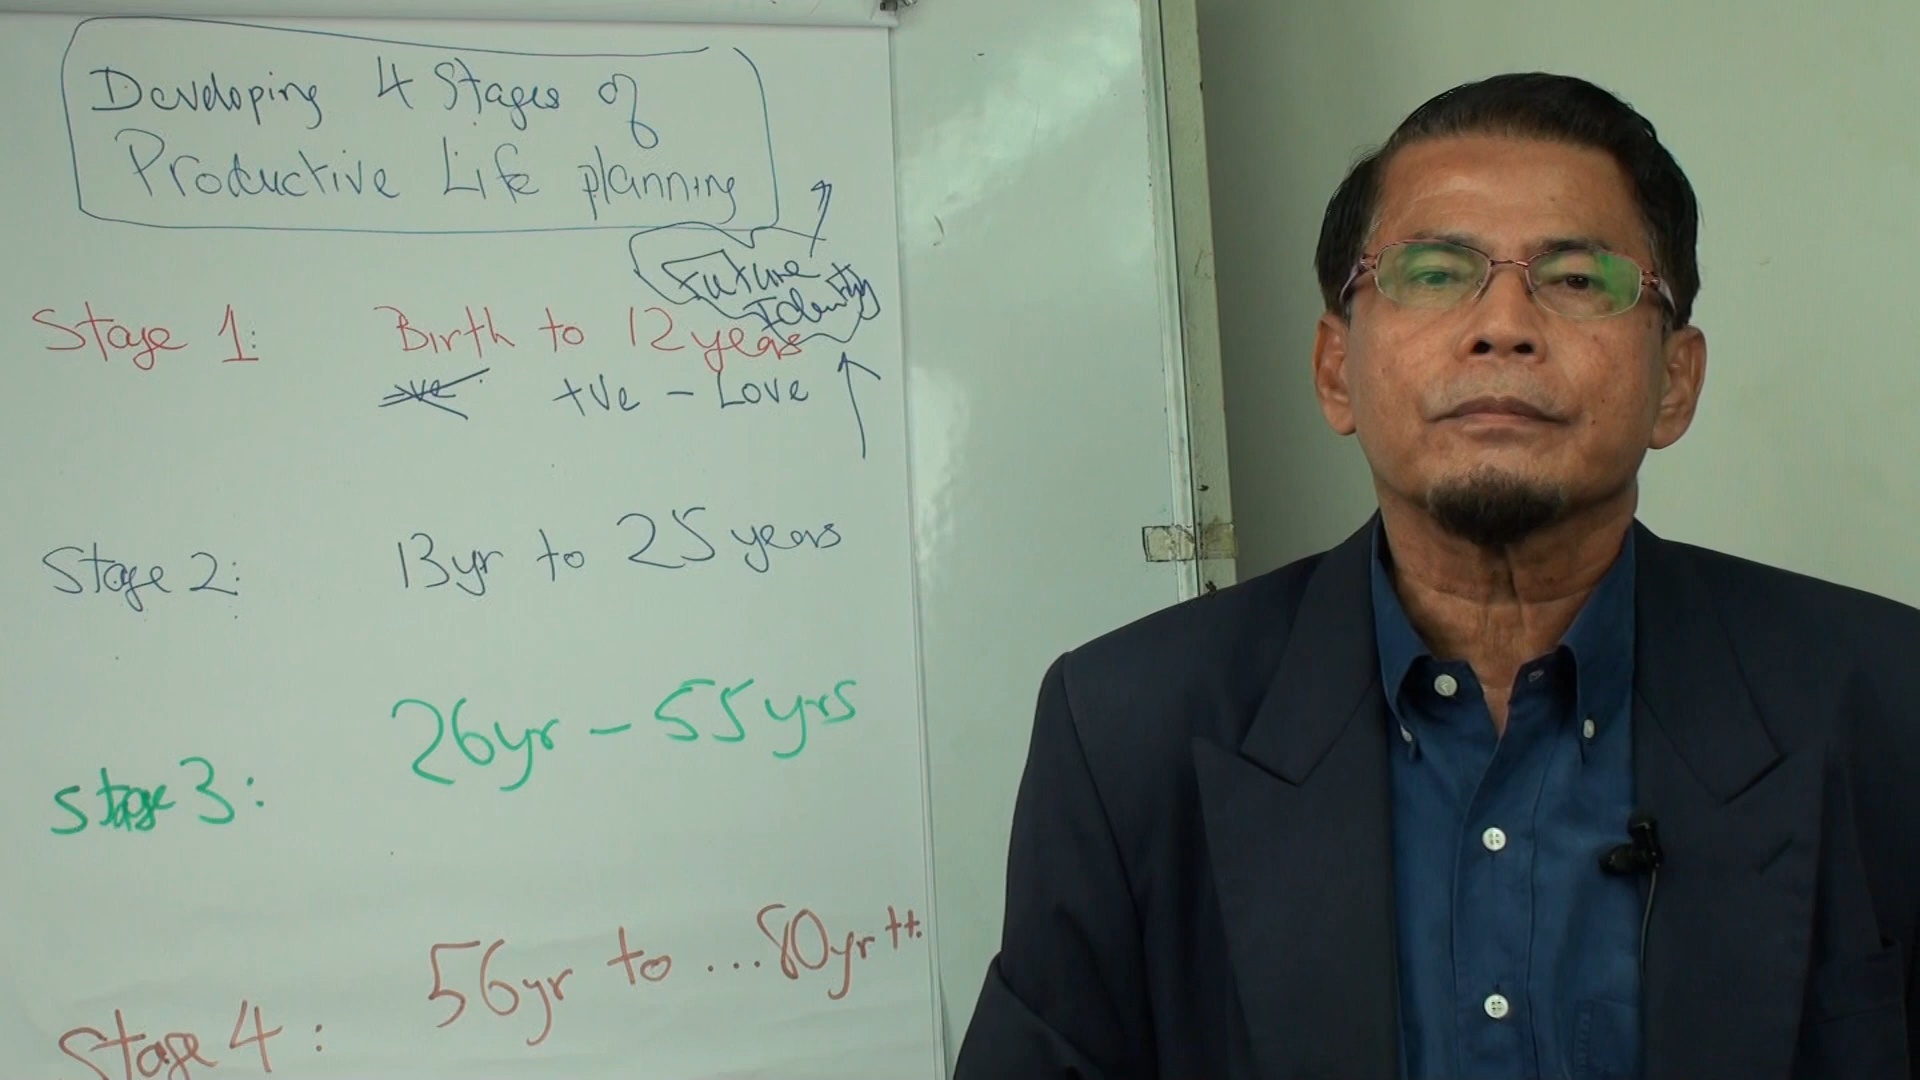 Developing 4 Stages of
Productive Life planning
Future
Identity
Stage 1: Birth to 12 years
-ve +ve - Love
Stage 2: 13yr to 25 years
Stage 3: 26yr - 55yrs
Stage 4: 56yr to ...80yr ++.